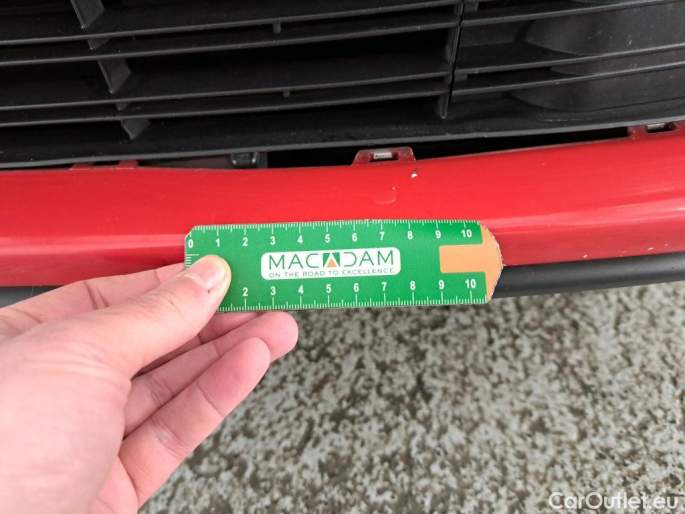 0 1 2 3 4 5 6 7 8 9 10
MACADAM
ON THE ROAD TO EXCELLENCE
2 3 4 5 6 7 8 9 10
CarOutlet.eu